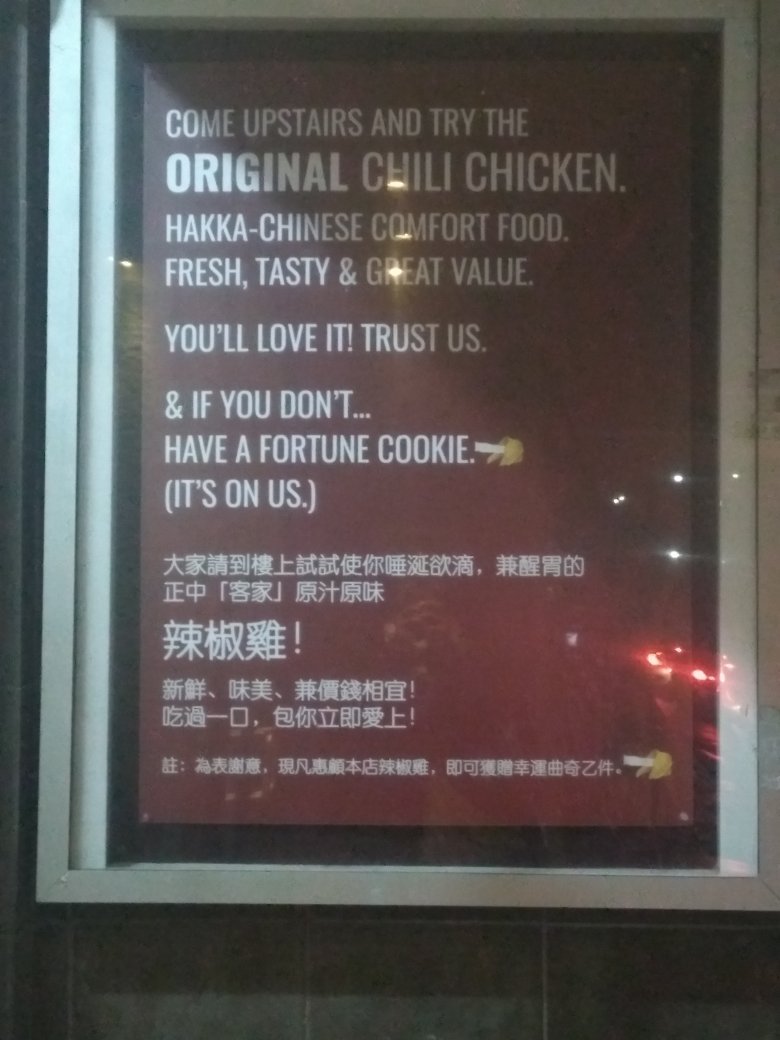 COME UPSTAIRS AND TRY THE
ORIGINAL CHILI CHICKEN.
HAKKA-CHINESE COMFORT FOOD.
FRESH, TASTY & GREAT VALUE.
YOU'LL LOVE IT! TRUST US.
& IF YOU DON'T...
HAVE A FORTUNE COOKIE.
(IT'S ON US.)
大家請到樓上試試使你唾涎欲滴，兼醒胃的
正中「客家」原汁原味
辣椒雞！
新鮮、味美、兼價錢相宜！
吃過一口，包你立即愛上！
註：為表謝意，現凡惠顧本店辣椒雞，即可獲贈幸運曲奇乙件。